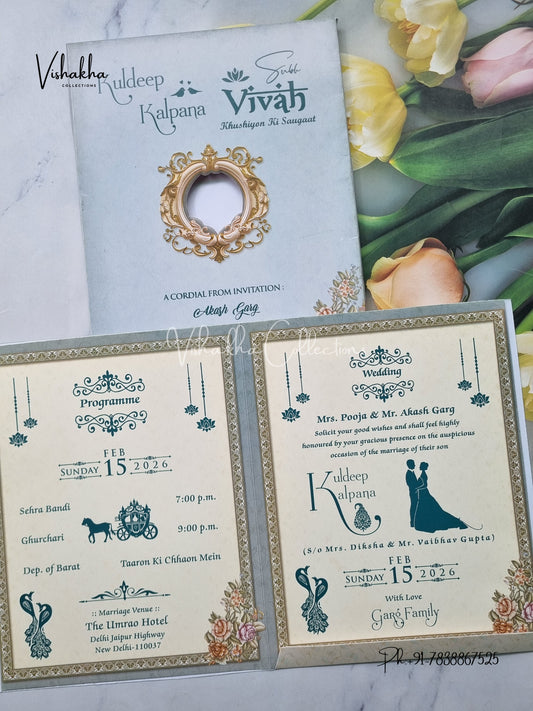 Vishakha
COLLECTIONS
Kuldeep
Kalpana
Subh
Vivah
Khushiyon Ki Saugaat
A CORDIAL FROM INVITATION :
Akash Garg
Vishakha Collections
Programme
FEB
SUNDAY 15 2026
Sehra Bandi 7:00 p.m.
Ghurchari 9:00 p.m.
Dep. of Barat Taaron Ki Chhaon Mein
:: Marriage Venue ::
The Umrao Hotel
Delhi Jaipur Highway
New Delhi-110037
Wedding
Mrs. Pooja & Mr. Akash Garg
Solicit your good wishes and shall feel highly
honoured by your gracious presence on the auspicious
occasion of the marriage of their son
Kuldeep
Kalpana
(S/o Mrs. Diksha & Mr. Vaibhav Gupta)
FEB
SUNDAY 15 2026
With Love
Garg Family
Ph.+91-7838867525